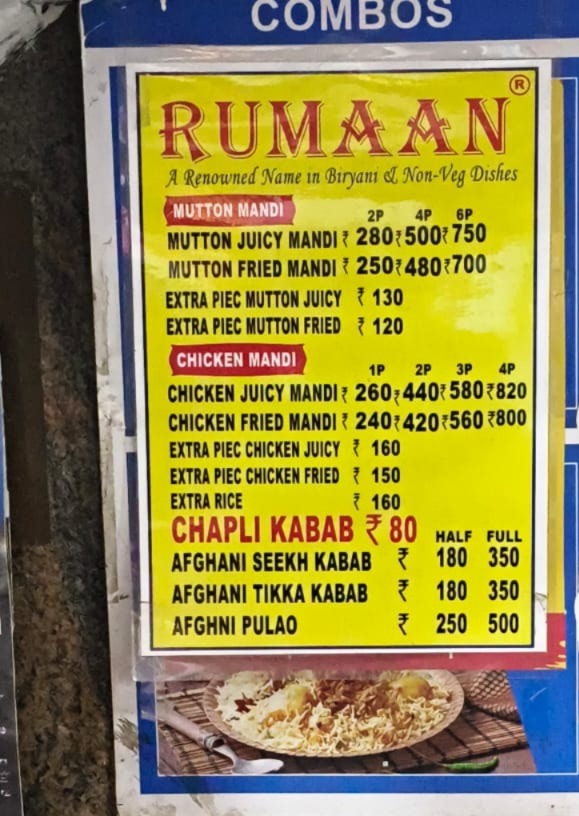 COMBOS
RUMAAN ®
A Renowned Name in Biryani & Non-Veg Dishes
MUTTON MANDI 2P 4P 6P
MUTTON JUICY MANDI ₹ 280 ₹ 500 ₹ 750
MUTTON FRIED MANDI ₹ 250 ₹ 480 ₹ 700
EXTRA PIEC MUTTON JUICY ₹ 130
EXTRA PIEC MUTTON FRIED ₹ 120
CHICKEN MANDI 1P 2P 3P 4P
CHICKEN JUICY MANDI ₹ 260 ₹ 440 ₹ 580 ₹ 820
CHICKEN FRIED MANDI ₹ 240 ₹ 420 ₹ 560 ₹ 800
EXTRA PIEC CHICKEN JUICY ₹ 160
EXTRA PIEC CHICKEN FRIED ₹ 150
EXTRA RICE ₹ 160
CHAPLI KABAB ₹ 80 HALF FULL
AFGHANI SEEKH KABAB ₹ 180 350
AFGHANI TIKKA KABAB ₹ 180 350
AFGHNI PULAO ₹ 250 500